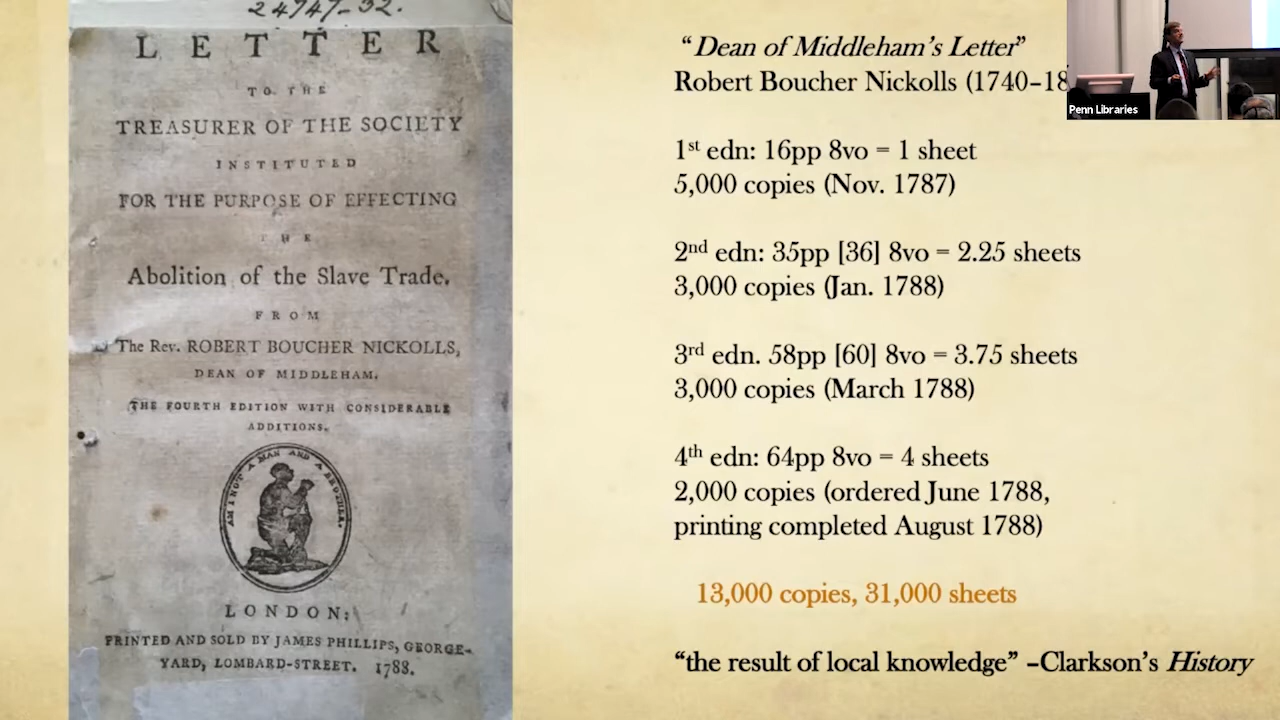 24747-32.
LETTER
TO THE
TREASURER OF THE SOCIETY
INSTITUTED
FOR THE PURPOSE OF EFFECTING
THE
Abolition of the Slave Trade.
FROM
The Rev. ROBERT BOUCHER NICKOLLS,
DEAN OF MIDDLEHAM.
THE FOURTH EDITION WITH CONSIDERABLE
ADDITIONS.
AM I NOT A MAN AND A BROTHER.
LONDON:
PRINTED AND SOLD BY JAMES PHILLIPS, GEORGE-
YARD, LOMBARD-STREET. 1788.
“Dean of Middleham’s Letter”
Robert Boucher Nickolls (1740–18
1st edn: 16pp 8vo = 1 sheet
5,000 copies (Nov. 1787)
2nd edn: 35pp [36] 8vo = 2.25 sheets
3,000 copies (Jan. 1788)
3rd edn. 58pp [60] 8vo = 3.75 sheets
3,000 copies (March 1788)
4th edn: 64pp 8vo = 4 sheets
2,000 copies (ordered June 1788,
printing completed August 1788)
13,000 copies, 31,000 sheets
“the result of local knowledge” –Clarkson’s History
Penn Libraries